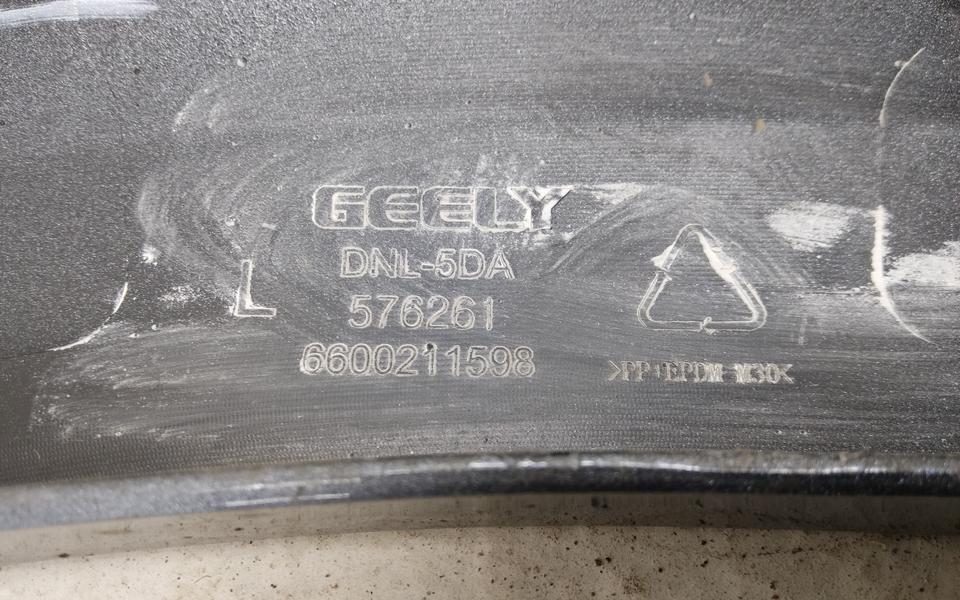 GEELY
DNL-5DA
L
576261
6600211598
>PP+EPDM-M30<